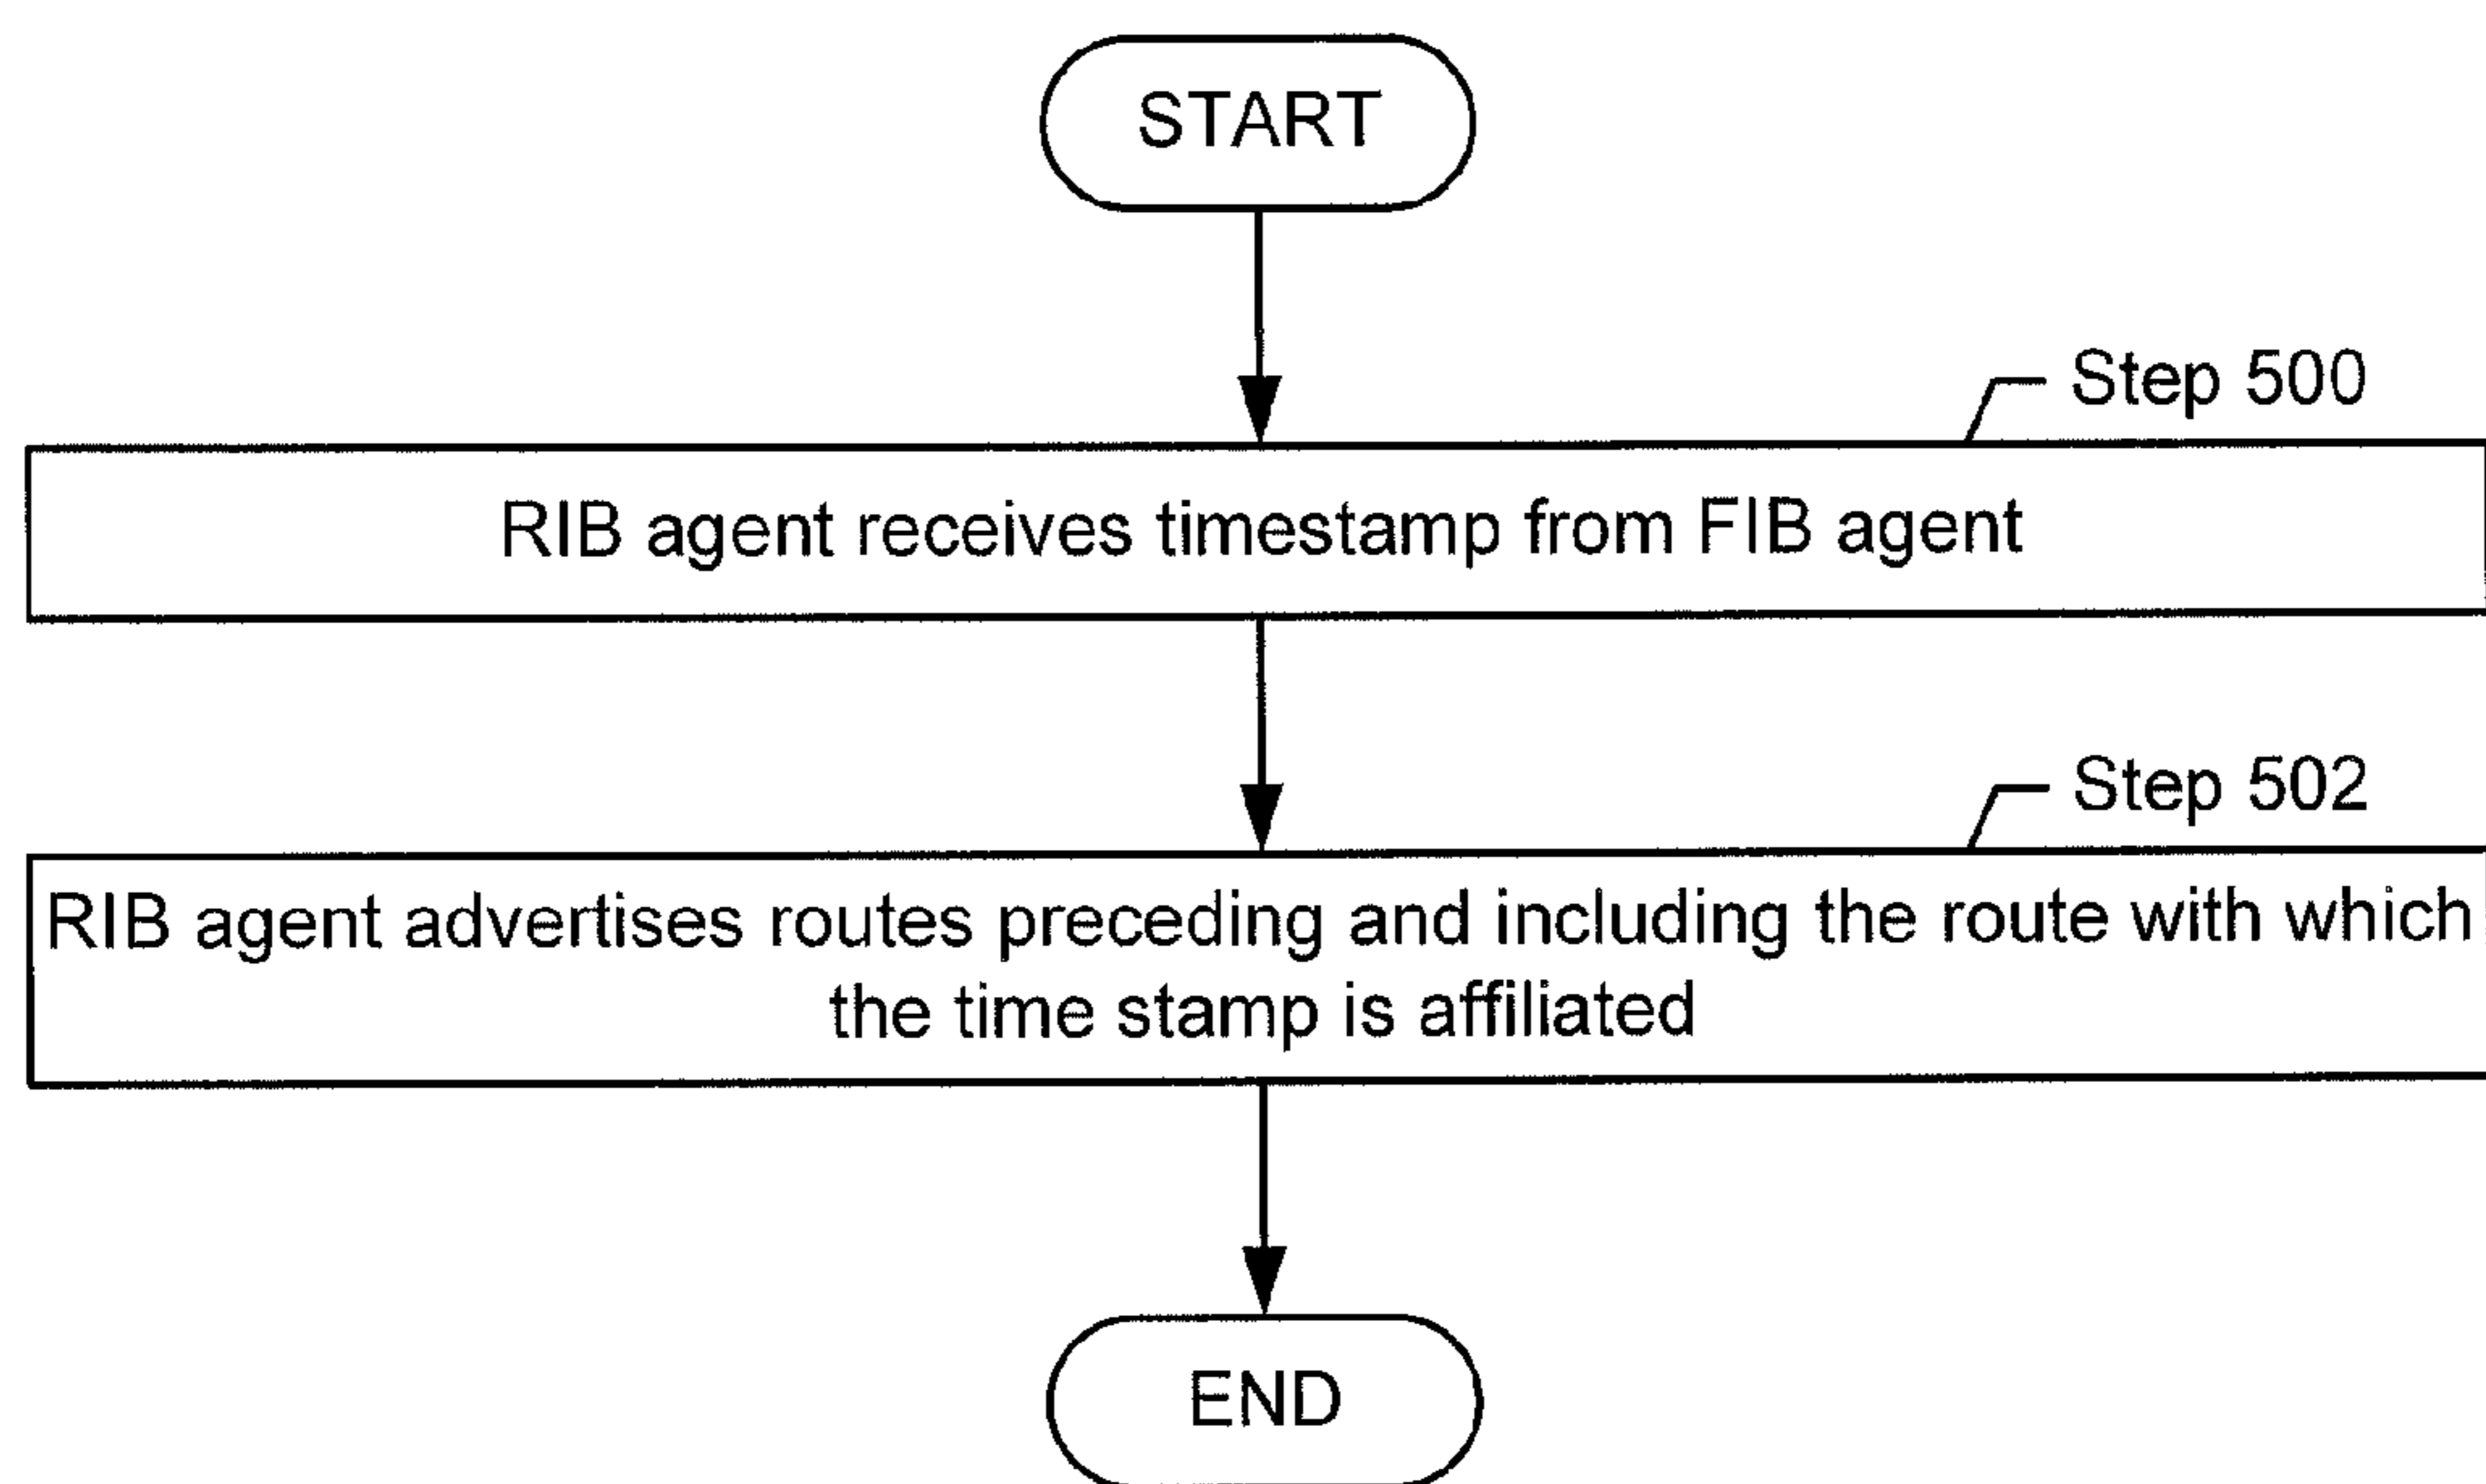 START
Step 500
RIB agent receives timestamp from FIB agent
Step 502
RIB agent advertises routes preceding and including the route with which
the time stamp is affiliated
END